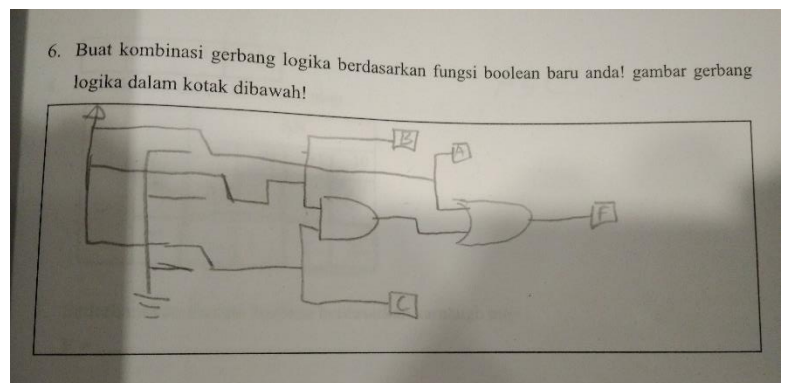 6. Buat kombinasi gerbang logika berdasarkan fungsi boolean baru anda! gambar gerbang
logika dalam kotak dibawah!
B
A
F
C